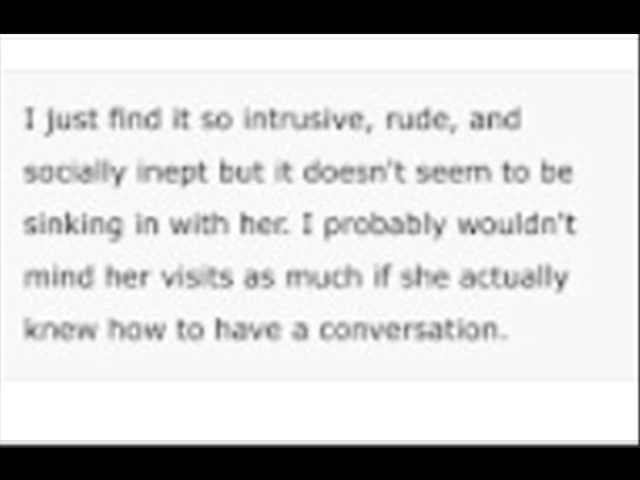 I just find it so intrusive, rude, and
socially inept but it doesn't seem to be
sinking in with her. I probably wouldn't
mind her visits as much if she actually
knew how to have a conversation.